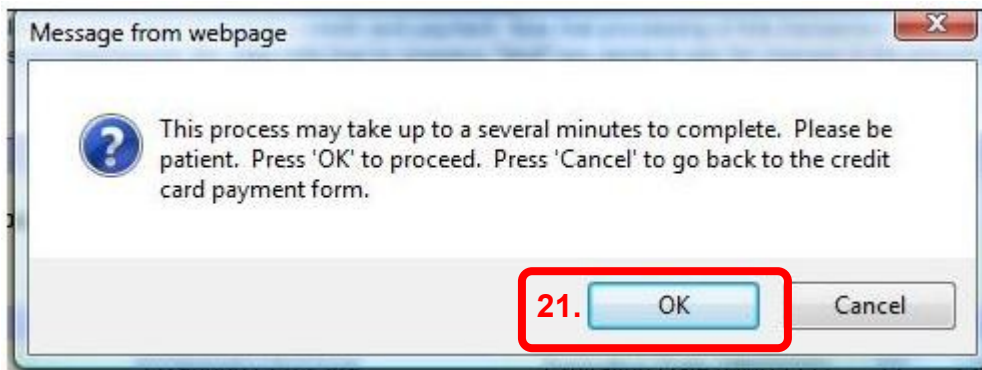 Message from webpage
This process may take up to a several minutes to complete.  Please be
patient.  Press 'OK' to proceed.  Press 'Cancel' to go back to the credit
card payment form.
21. OK Cancel